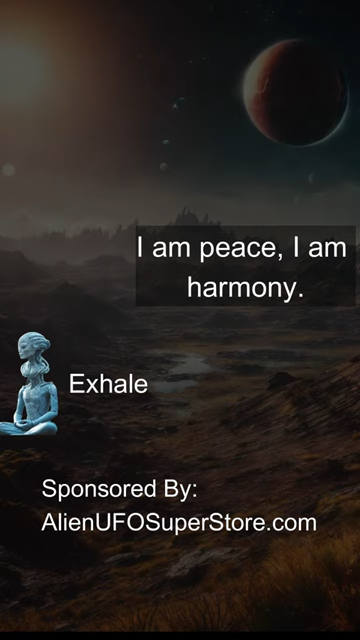 I am peace, I am
harmony.
Exhale
Sponsored By:
AlienUFOSuperStore.com